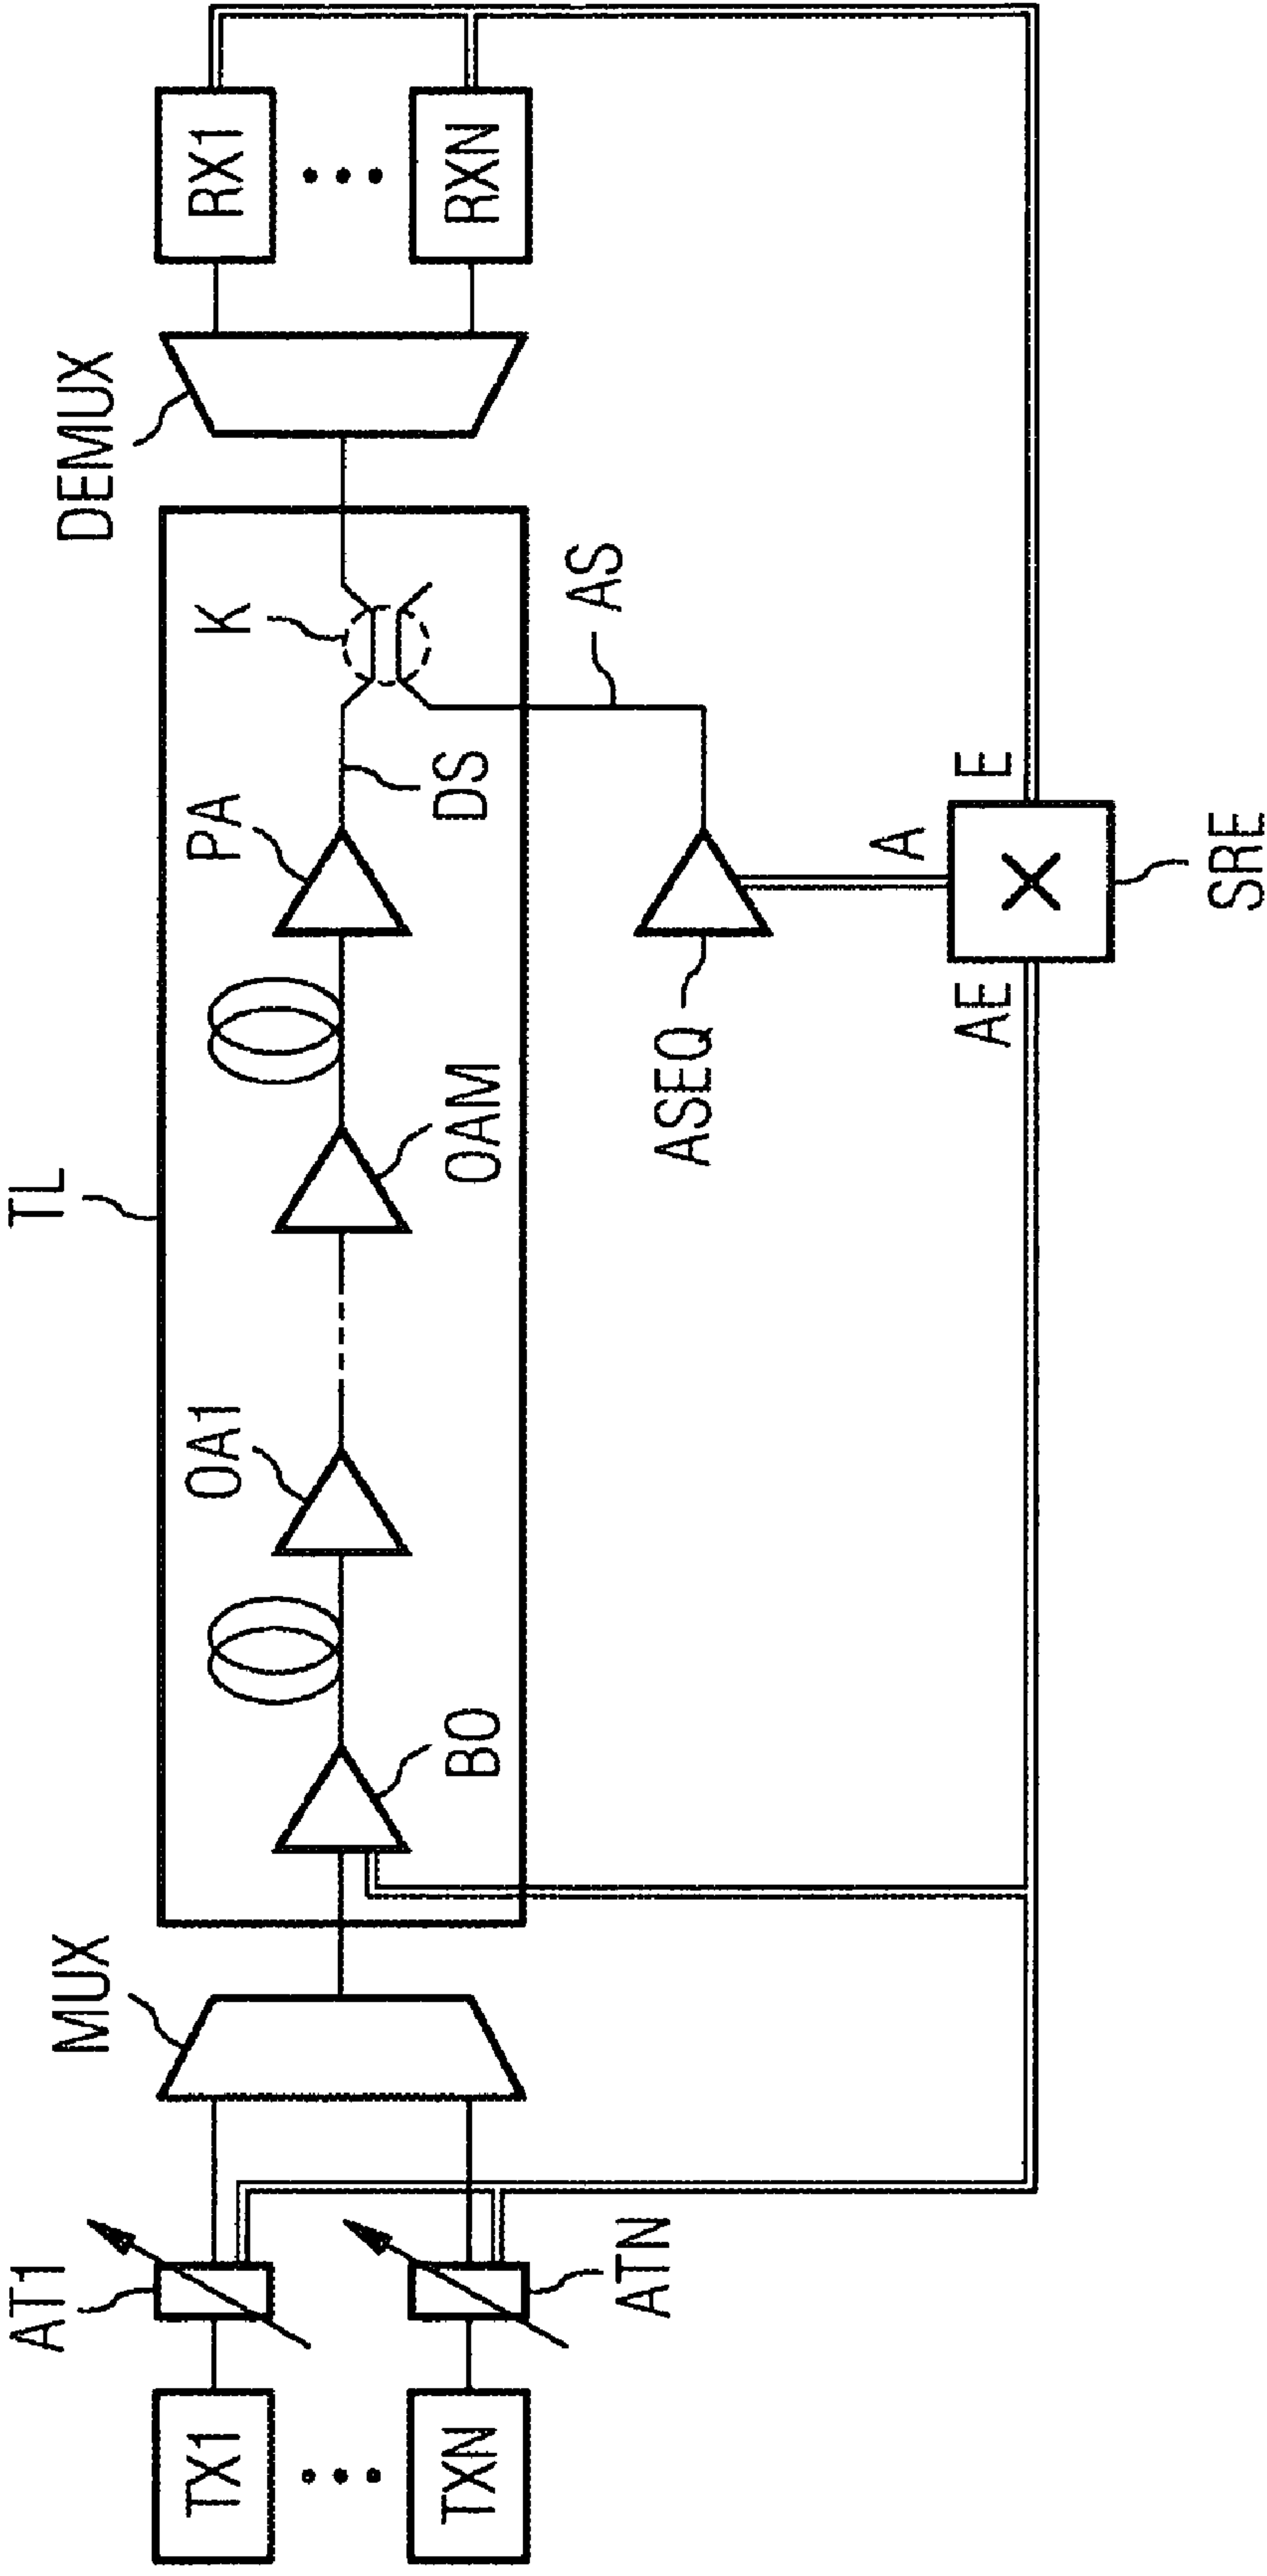 AT1
MUX
TL
DEMUX
TX1
OA1
PA
K
RX1
TXN
BO
OAM
DS
RXN
ATN
AS
ASEQ
A
AE
E
SRE